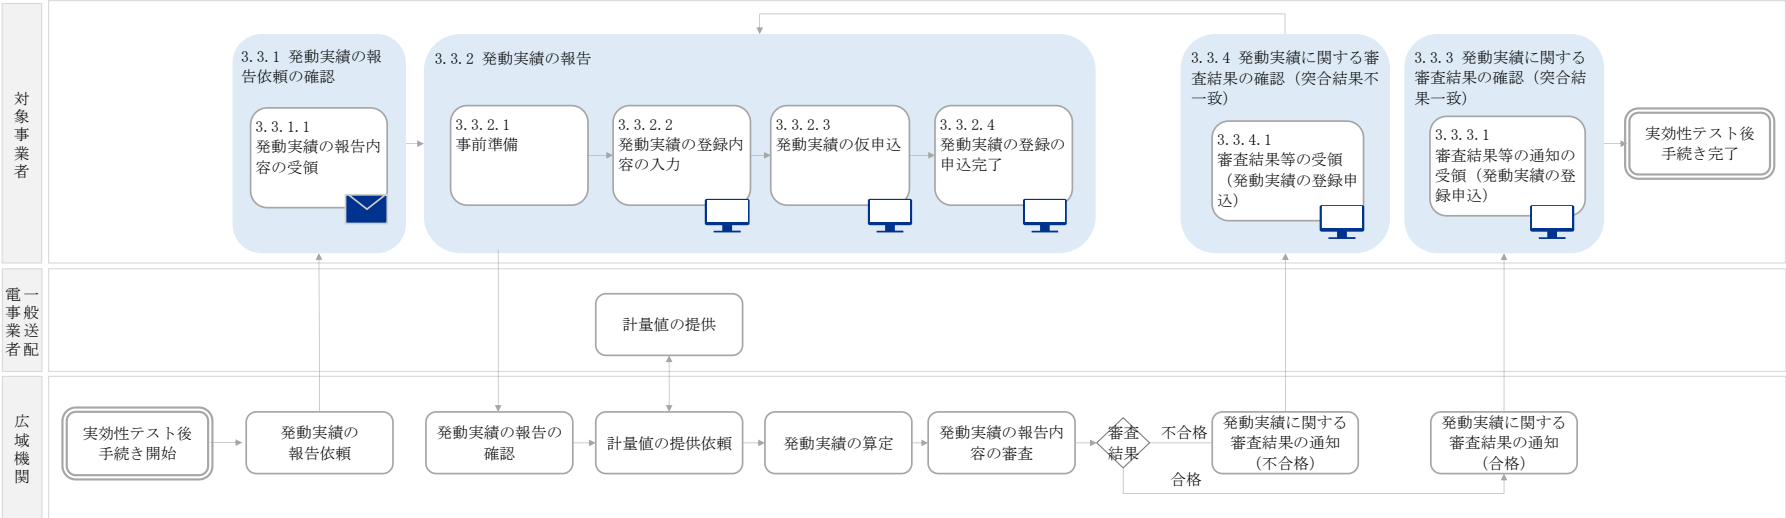 対象事業者
3.3.1 発動実績の報
告依頼の確認
3.3.1.1
発動実績の報告内
容の受領
3.3.2 発動実績の報告
3.3.2.1
事前準備
3.3.2.2
発動実績の登録内
容の入力
3.3.2.3
発動実績の仮申込
3.3.2.4
発動実績の登録の
申込完了
3.3.4 発動実績に関する審
査結果の確認（突合結果不
一致）
3.3.4.1
審査結果等の受領
（発動実績の登録申
込）
3.3.3 発動実績に関する
審査結果の確認（突合結
果一致）
3.3.3.1
審査結果等の通知の
受領（発動実績の登
録申込）
実効性テスト後
手続き完了
一般送配
電事業者
計量値の提供
広域機関
実効性テスト後
手続き開始
発動実績の
報告依頼
発動実績の報告の
確認
計量値の提供依頼
発動実績の算定
発動実績の報告内
容の審査
審査
結果
不合格
合格
発動実績に関する
審査結果の通知
（不合格）
発動実績に関する
審査結果の通知
（合格）